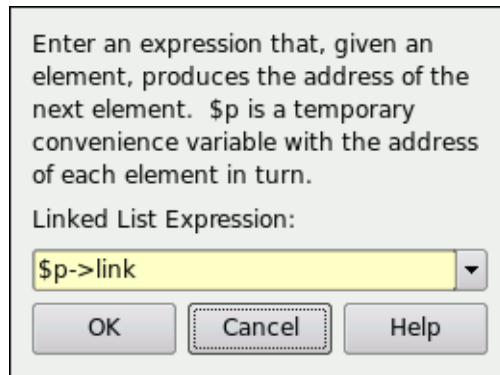 Enter an expression that, given an
element, produces the address of the
next element.  $p is a temporary
convenience variable with the address
of each element in turn.
Linked List Expression:
$p->link
OK Cancel Help